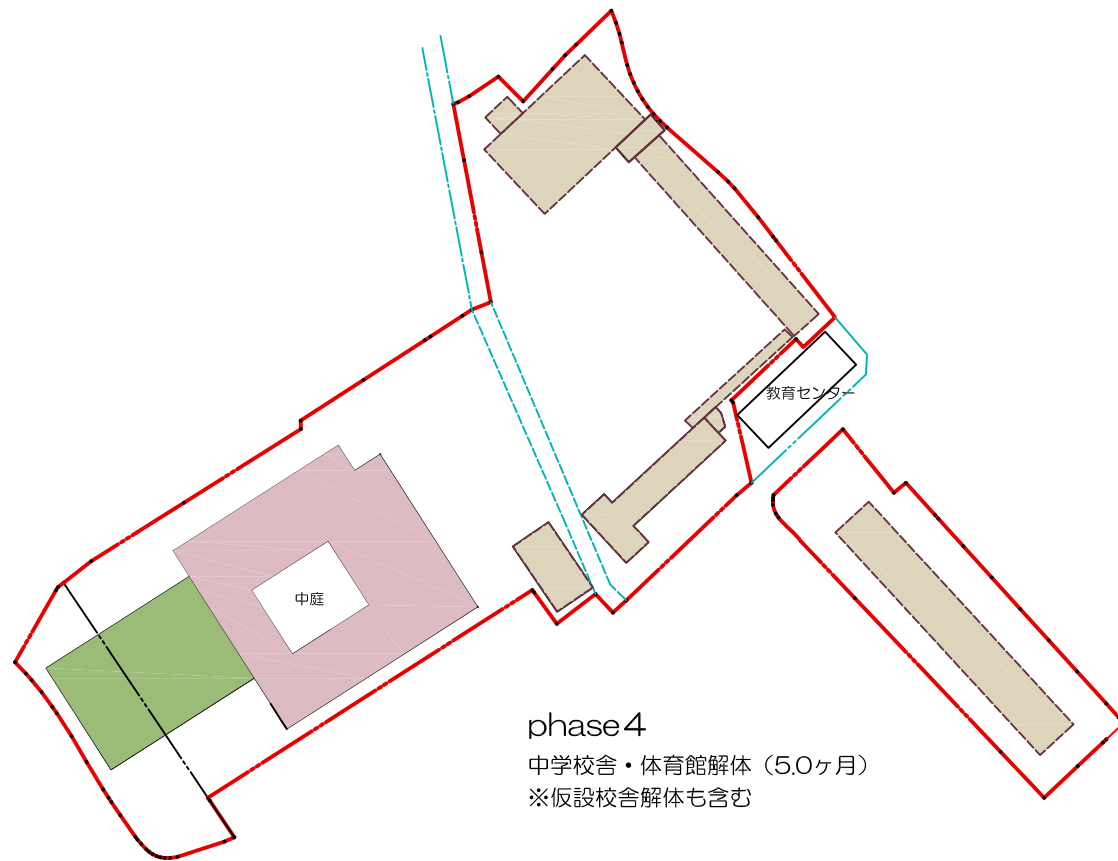 教育センター
中庭
phase4
中学校舎・体育館解体（5.0ヶ月）
※仮設校舎解体も含む